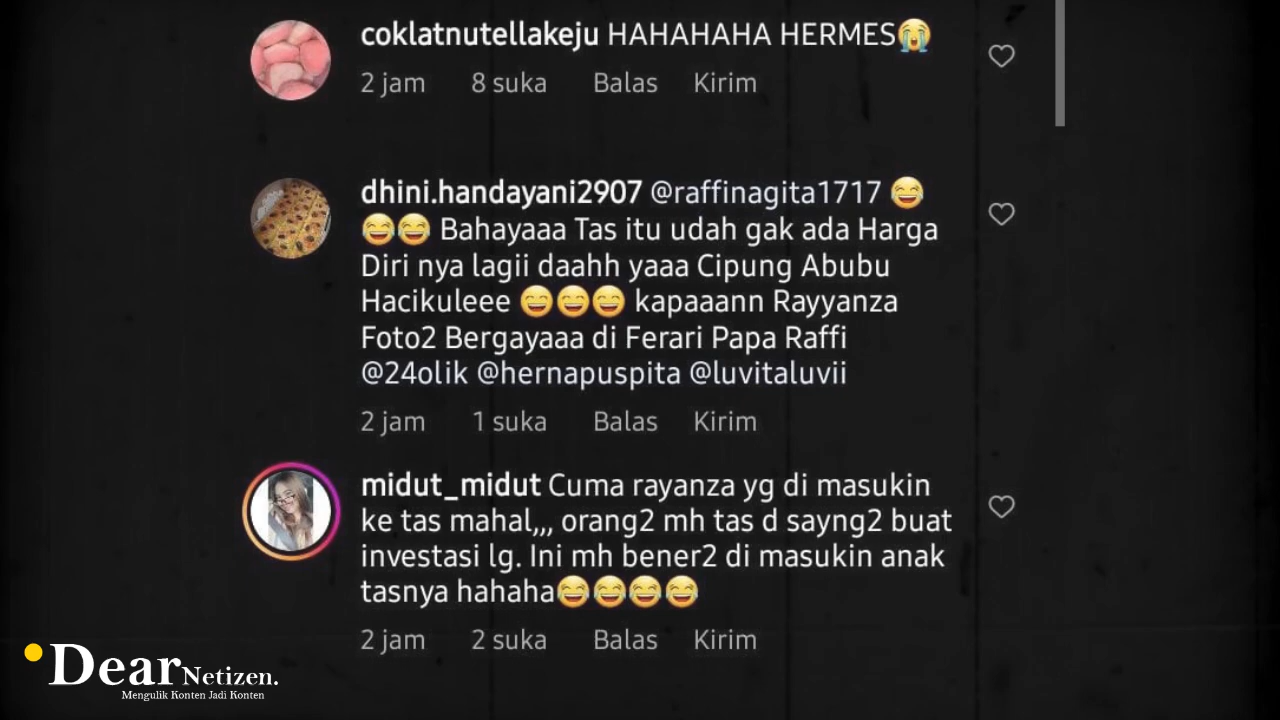 coklatnutellakeju HAHAHAHA HERMES😭
2 jam 8 suka Balas Kirim
dhini.handayani2907 @raffinagita1717 😂
😂😂 Bahayaaa Tas itu udah gak ada Harga
Diri nya lagii daahh yaaa Cipung Abubu
Hacikuleee 😂😂😂 kapaaann Rayyanza
Foto2 Bergayaaa di Ferari Papa Raffi
@24olik @hernapuspita @luvitaluvii
2 jam 1 suka Balas Kirim
midut_midut Cuma rayanza yg di masukin
ke tas mahal,,, orang2 mh tas d sayng2 buat
investasi lg. Ini mh bener2 di masukin anak
tasnya hahaha😂😂😂😂
2 jam 2 suka Balas Kirim
Dear Netizen.
Mengulik Konten Jadi Konten